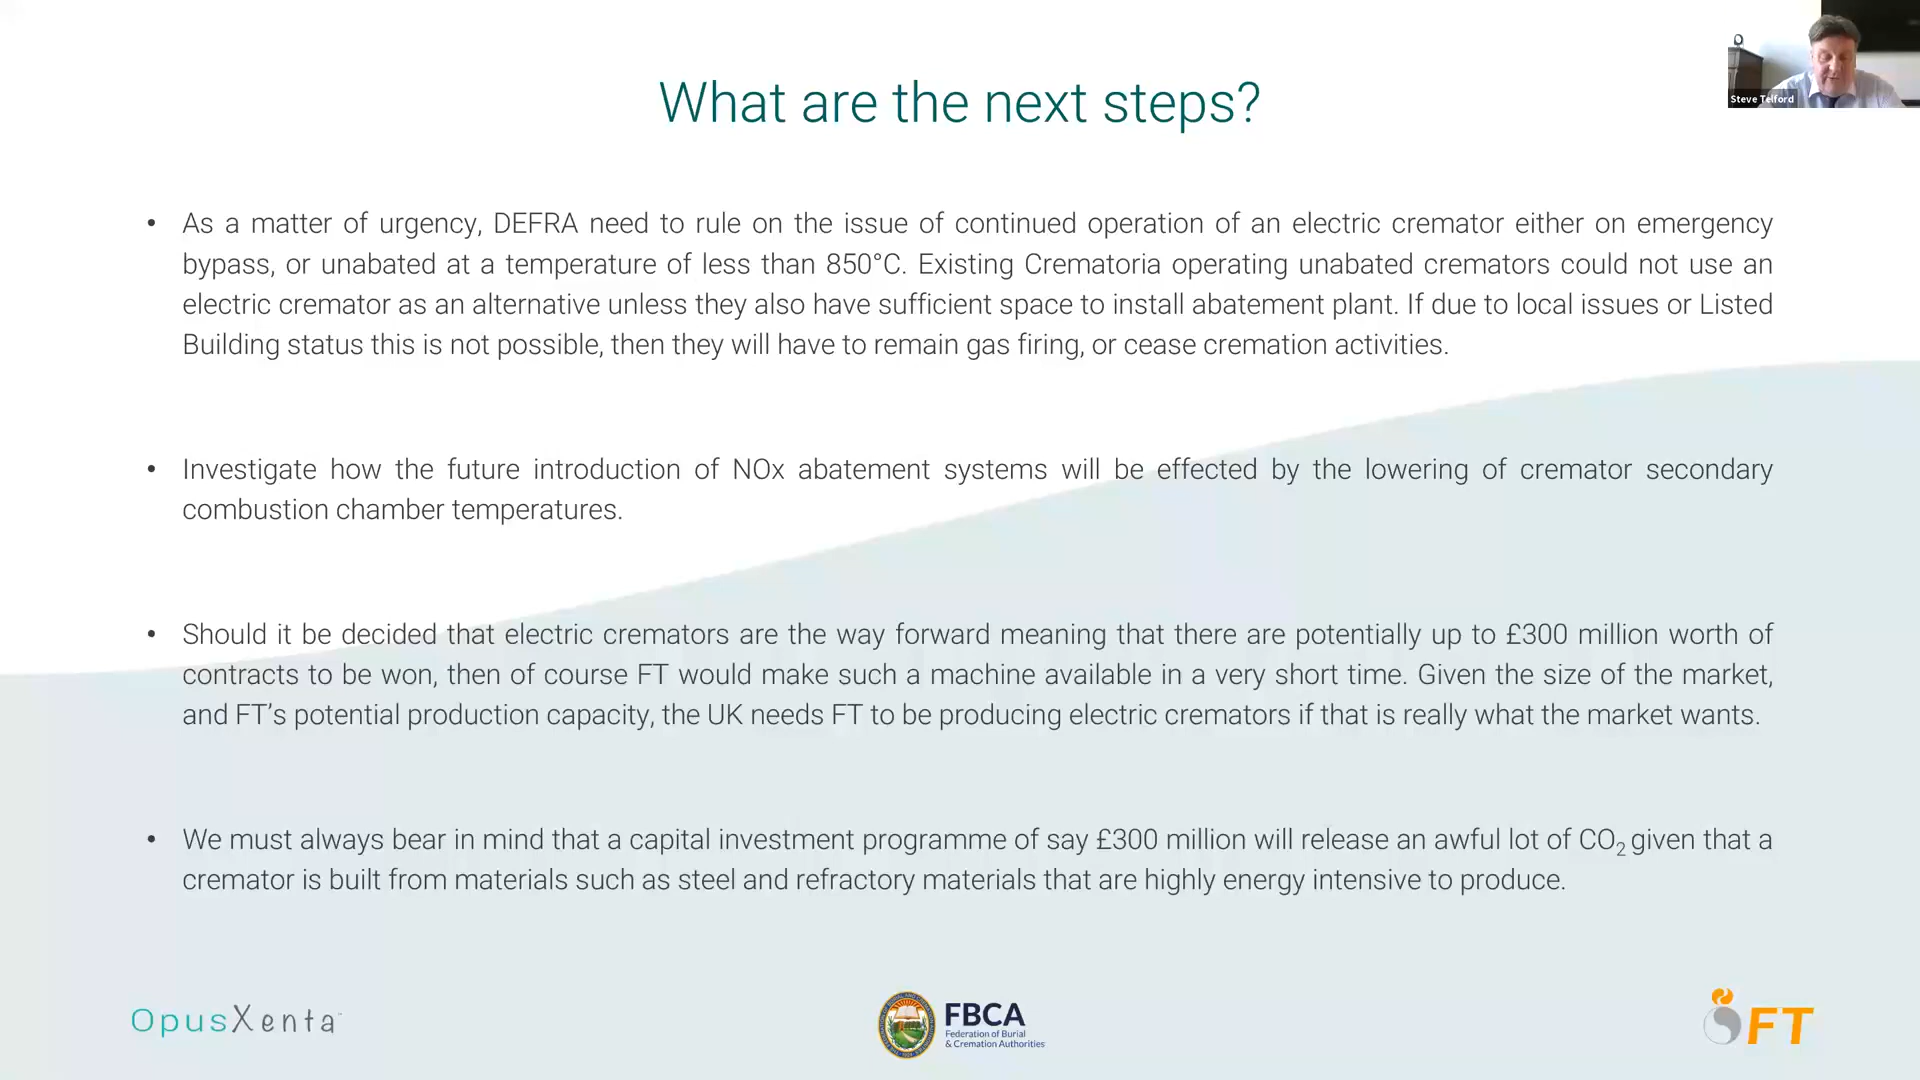 What are the next steps?
Steve Telford
• As a matter of urgency, DEFRA need to rule on the issue of continued operation of an electric cremator either on emergency
bypass, or unabated at a temperature of less than 850°C. Existing Crematoria operating unabated cremators could not use an
electric cremator as an alternative unless they also have sufficient space to install abatement plant. If due to local issues or Listed
Building status this is not possible, then they will have to remain gas firing, or cease cremation activities.
• Investigate how the future introduction of NOx abatement systems will be effected by the lowering of cremator secondary
combustion chamber temperatures.
• Should it be decided that electric cremators are the way forward meaning that there are potentially up to £300 million worth of
contracts to be won, then of course FT would make such a machine available in a very short time. Given the size of the market,
and FT’s potential production capacity, the UK needs FT to be producing electric cremators if that is really what the market wants.
• We must always bear in mind that a capital investment programme of say £300 million will release an awful lot of CO₂ given that a
cremator is built from materials such as steel and refractory materials that are highly energy intensive to produce.
OpusXenta
FBCA
Federation of Burial
& Cremation Authorities
FT